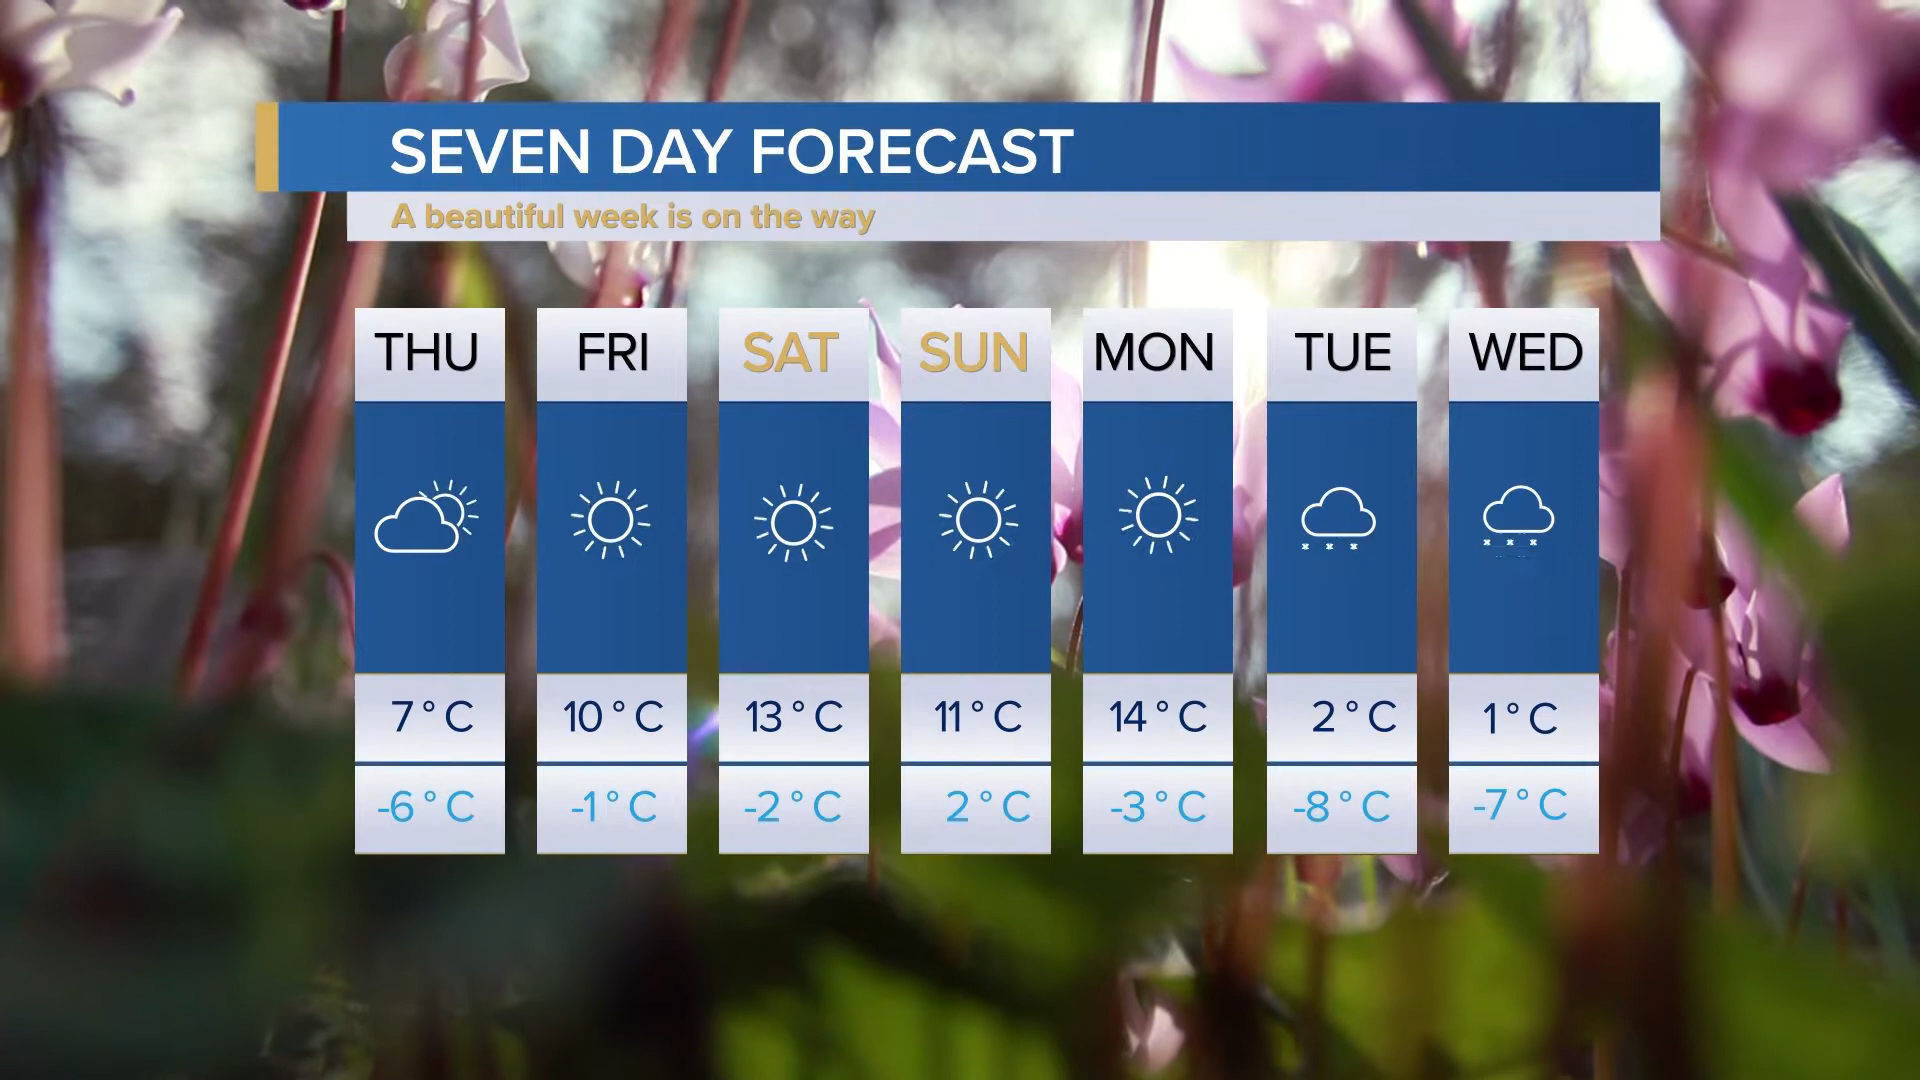 SEVEN DAY FORECAST
A beautiful week is on the way
THU FRI SAT SUN MON TUE WED
7°C 10°C 13°C 11°C 14°C 2°C 1°C
-6°C -1°C -2°C 2°C -3°C -8°C -7°C